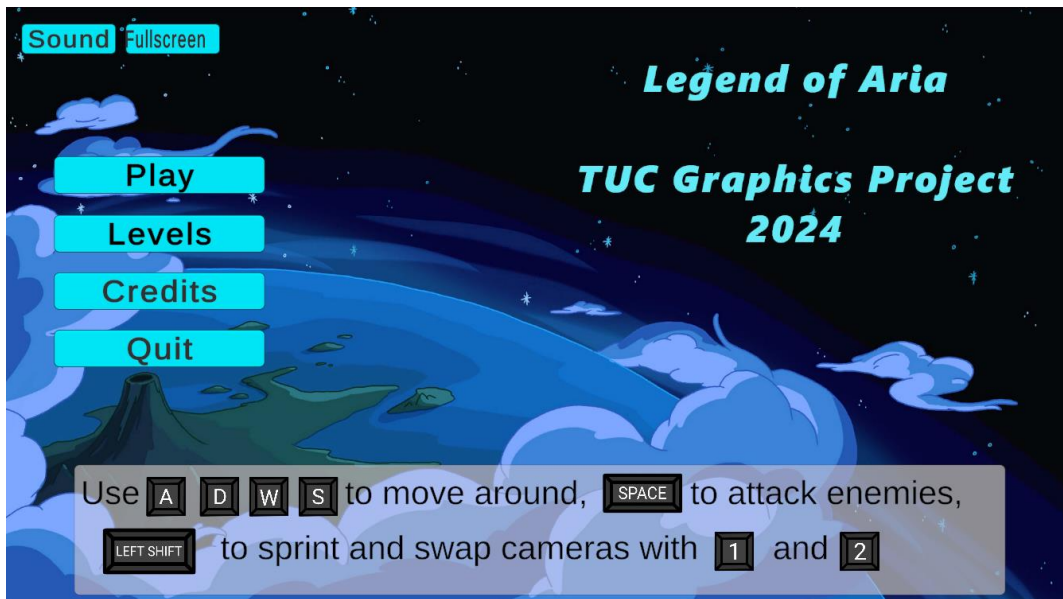 Sound Fullscreen
Legend of Aria
TUC Graphics Project
2024
Play
Levels
Credits
Quit
Use A D W S to move around, SPACE to attack enemies,
LEFT SHIFT to sprint and swap cameras with 1 and 2